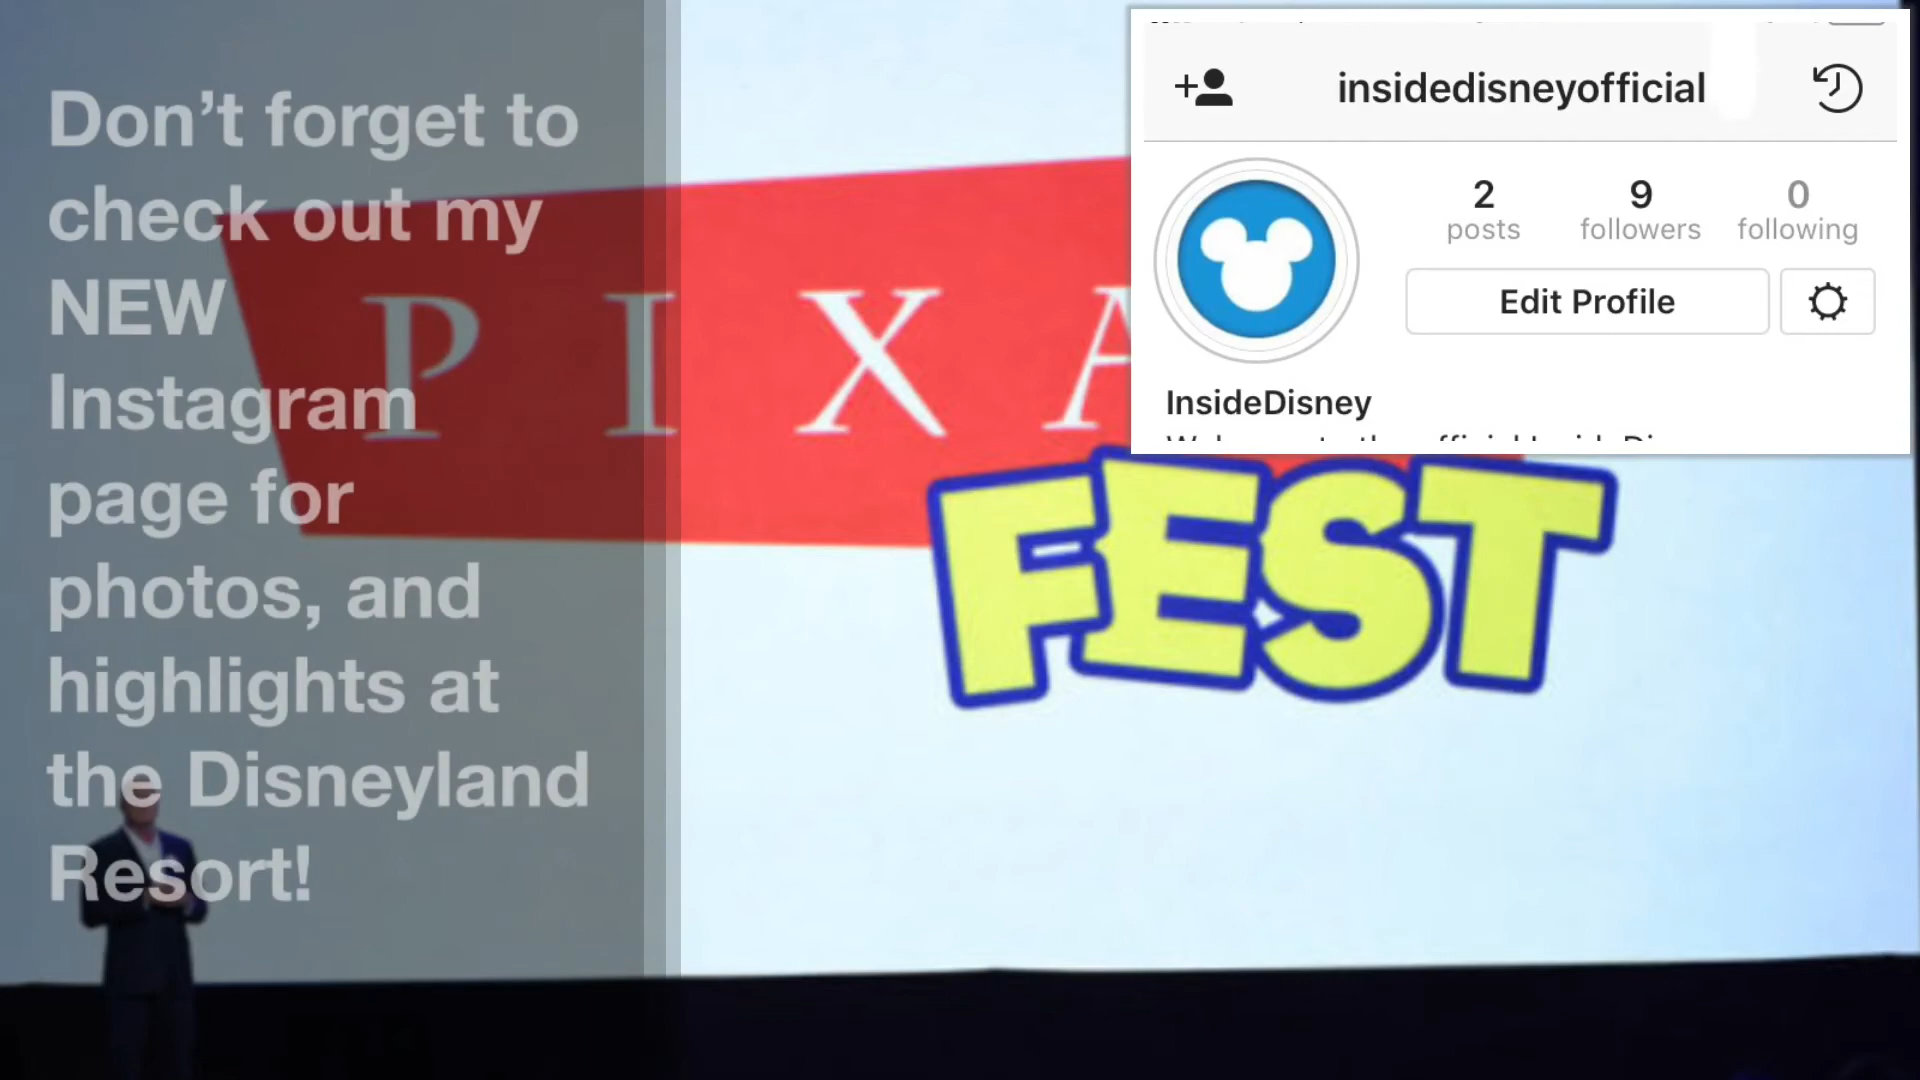 Don’t forget to
check out my
NEW
Instagram
page for
photos, and
highlights at
the Disneyland
Resort!
PIXA
FEST
insidedisneyofficial
2 9 0
posts followers following
Edit Profile
InsideDisney